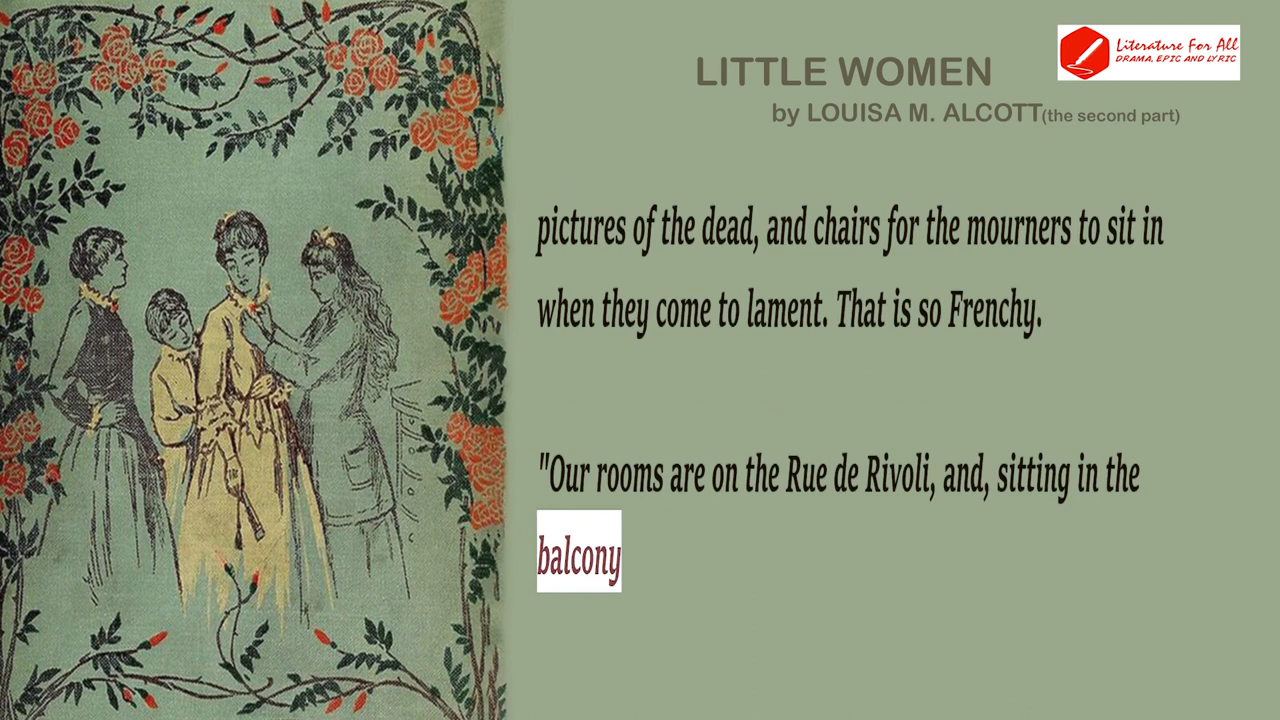 LITTLE WOMEN
by LOUISA M. ALCOTT(the second part)
Literature For All
DRAMA, EPIC AND LYRIC
pictures of the dead, and chairs for the mourners to sit in
when they come to lament. That is so Frenchy.
"Our rooms are on the Rue de Rivoli, and, sitting in the
balcony